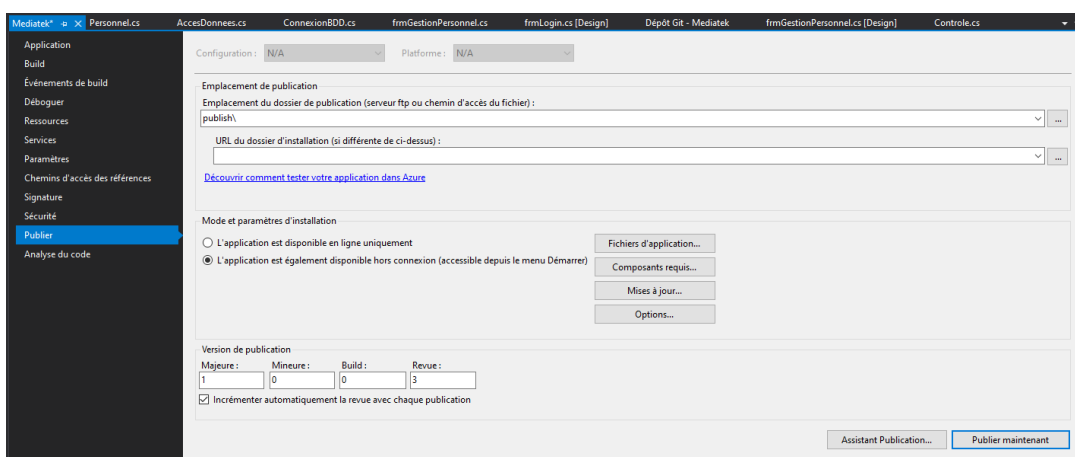 Mediatek* Personnel.cs AccesDonnees.cs ConnexionBDD.cs frmGestionPersonnel.cs frmLogin.cs [Design] Dépôt Git - Mediatek frmGestionPersonnel.cs [Design] Controle.cs
Application
Build
Événements de build
Déboguer
Ressources
Services
Paramètres
Chemins d'accès des références
Signature
Sécurité
Publier
Analyse du code
Configuration : N/A Plateforme : N/A
Emplacement de publication
Emplacement du dossier de publication (serveur ftp ou chemin d'accès du fichier) :
publish\ ...
URL du dossier d'installation (si différente de ci-dessus) :
...
Découvrir comment tester votre application dans Azure
Mode et paramètres d'installation
L'application est disponible en ligne uniquement
L'application est également disponible hors connexion (accessible depuis le menu Démarrer)
Fichiers d'application...
Composants requis...
Mises à jour...
Options...
Version de publication
Majeure : Mineure : Build : Revue :
1 0 0 3
Incrémenter automatiquement la revue avec chaque publication
Assistant Publication... Publier maintenant